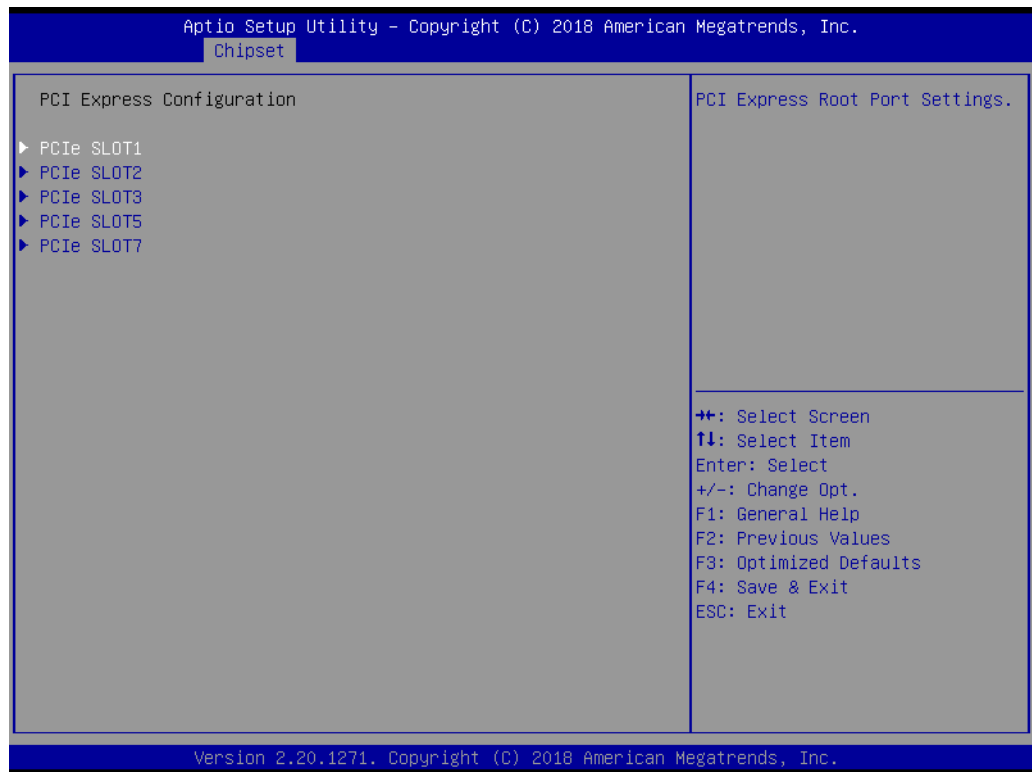 Aptio Setup Utility – Copyright (C) 2018 American Megatrends, Inc.
Chipset
PCI Express Configuration
▶ PCIe SLOT1
▶ PCIe SLOT2
▶ PCIe SLOT3
▶ PCIe SLOT5
▶ PCIe SLOT7
PCI Express Root Port Settings.
→←: Select Screen
↑↓: Select Item
Enter: Select
+/-: Change Opt.
F1: General Help
F2: Previous Values
F3: Optimized Defaults
F4: Save & Exit
ESC: Exit
Version 2.20.1271. Copyright (C) 2018 American Megatrends, Inc.